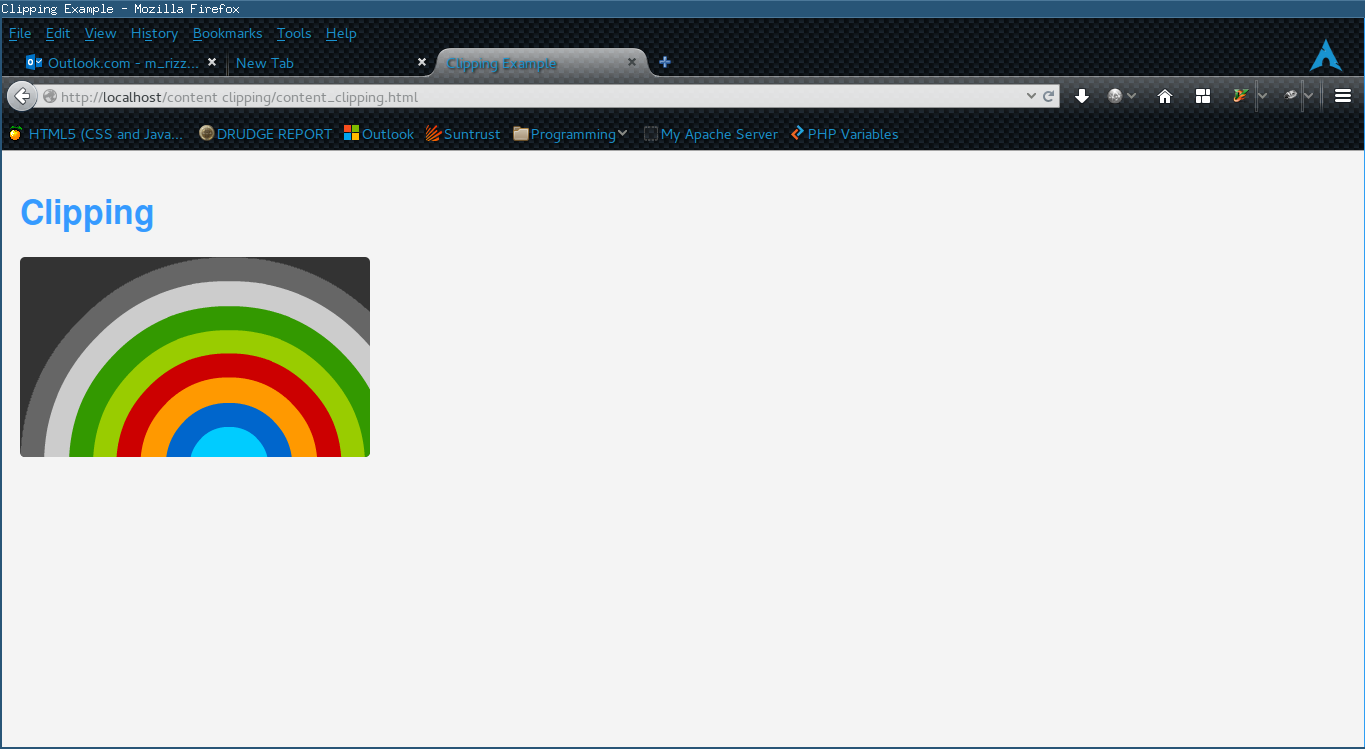 Clipping Example - Mozilla Firefox
File Edit View History Bookmarks Tools Help
Outlook.com - m_rizz... New Tab Clipping Example
http://localhost/content clipping/content_clipping.html
HTML5 (CSS and Java... DRUDGE REPORT Outlook Suntrust Programming My Apache Server PHP Variables
Clipping